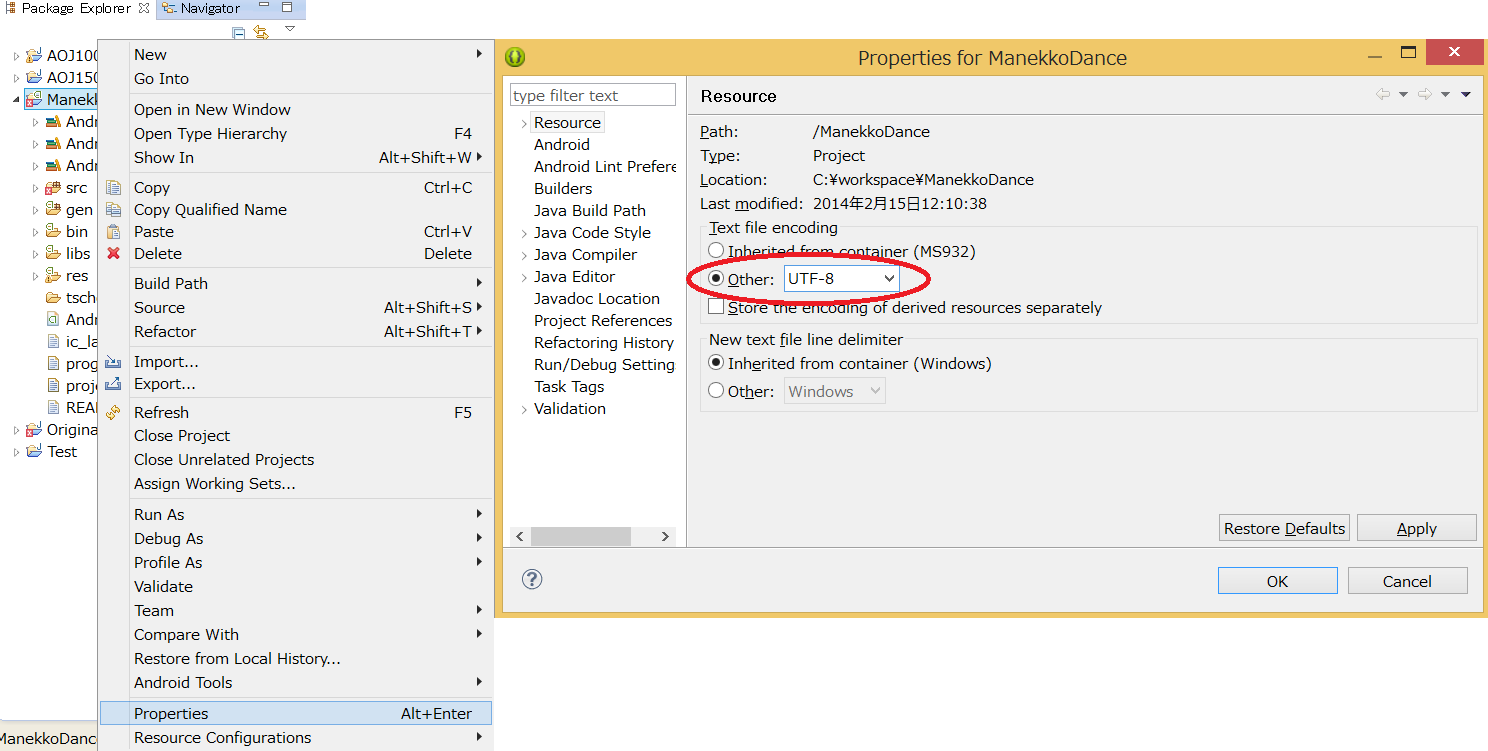 Package Explorer
Navigator
AOJ100
AOJ150
Manekk
Andr
Andr
Andr
src
gen
bin
libs
res
tsch
Andr
ic_la
prog
proje
REA
Origina
Test
ManekkoDanc
New
Go Into
Open in New Window
Open Type Hierarchy F4
Show In Alt+Shift+W
Copy Ctrl+C
Copy Qualified Name
Paste Ctrl+V
Delete Delete
Build Path
Source Alt+Shift+S
Refactor Alt+Shift+T
Import...
Export...
Refresh F5
Close Project
Close Unrelated Projects
Assign Working Sets...
Run As
Debug As
Profile As
Validate
Team
Compare With
Restore from Local History...
Android Tools
Properties Alt+Enter
Resource Configurations
Properties for ManekkoDance
type filter text
Resource
Android
Android Lint Prefere
Builders
Java Build Path
Java Code Style
Java Compiler
Java Editor
Javadoc Location
Project References
Refactoring History
Run/Debug Setting
Task Tags
Validation
Resource
Path: /ManekkoDance
Type: Project
Location: C:¥workspace¥ManekkoDance
Last modified: 2014年2月15日12:10:38
Text file encoding
Inherited from container (MS932)
Other: UTF-8
Store the encoding of derived resources separately
New text file line delimiter
Inherited from container (Windows)
Other: Windows
Restore Defaults Apply
OK Cancel